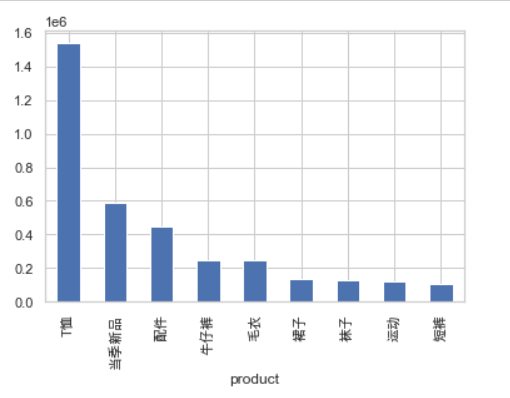 1e6
1.6
1.4
1.2
1.0
0.8
0.6
0.4
0.2
0.0
T恤
当季新品
配件
牛仔裤
毛衣
裙子
袜子
运动
短裤
product